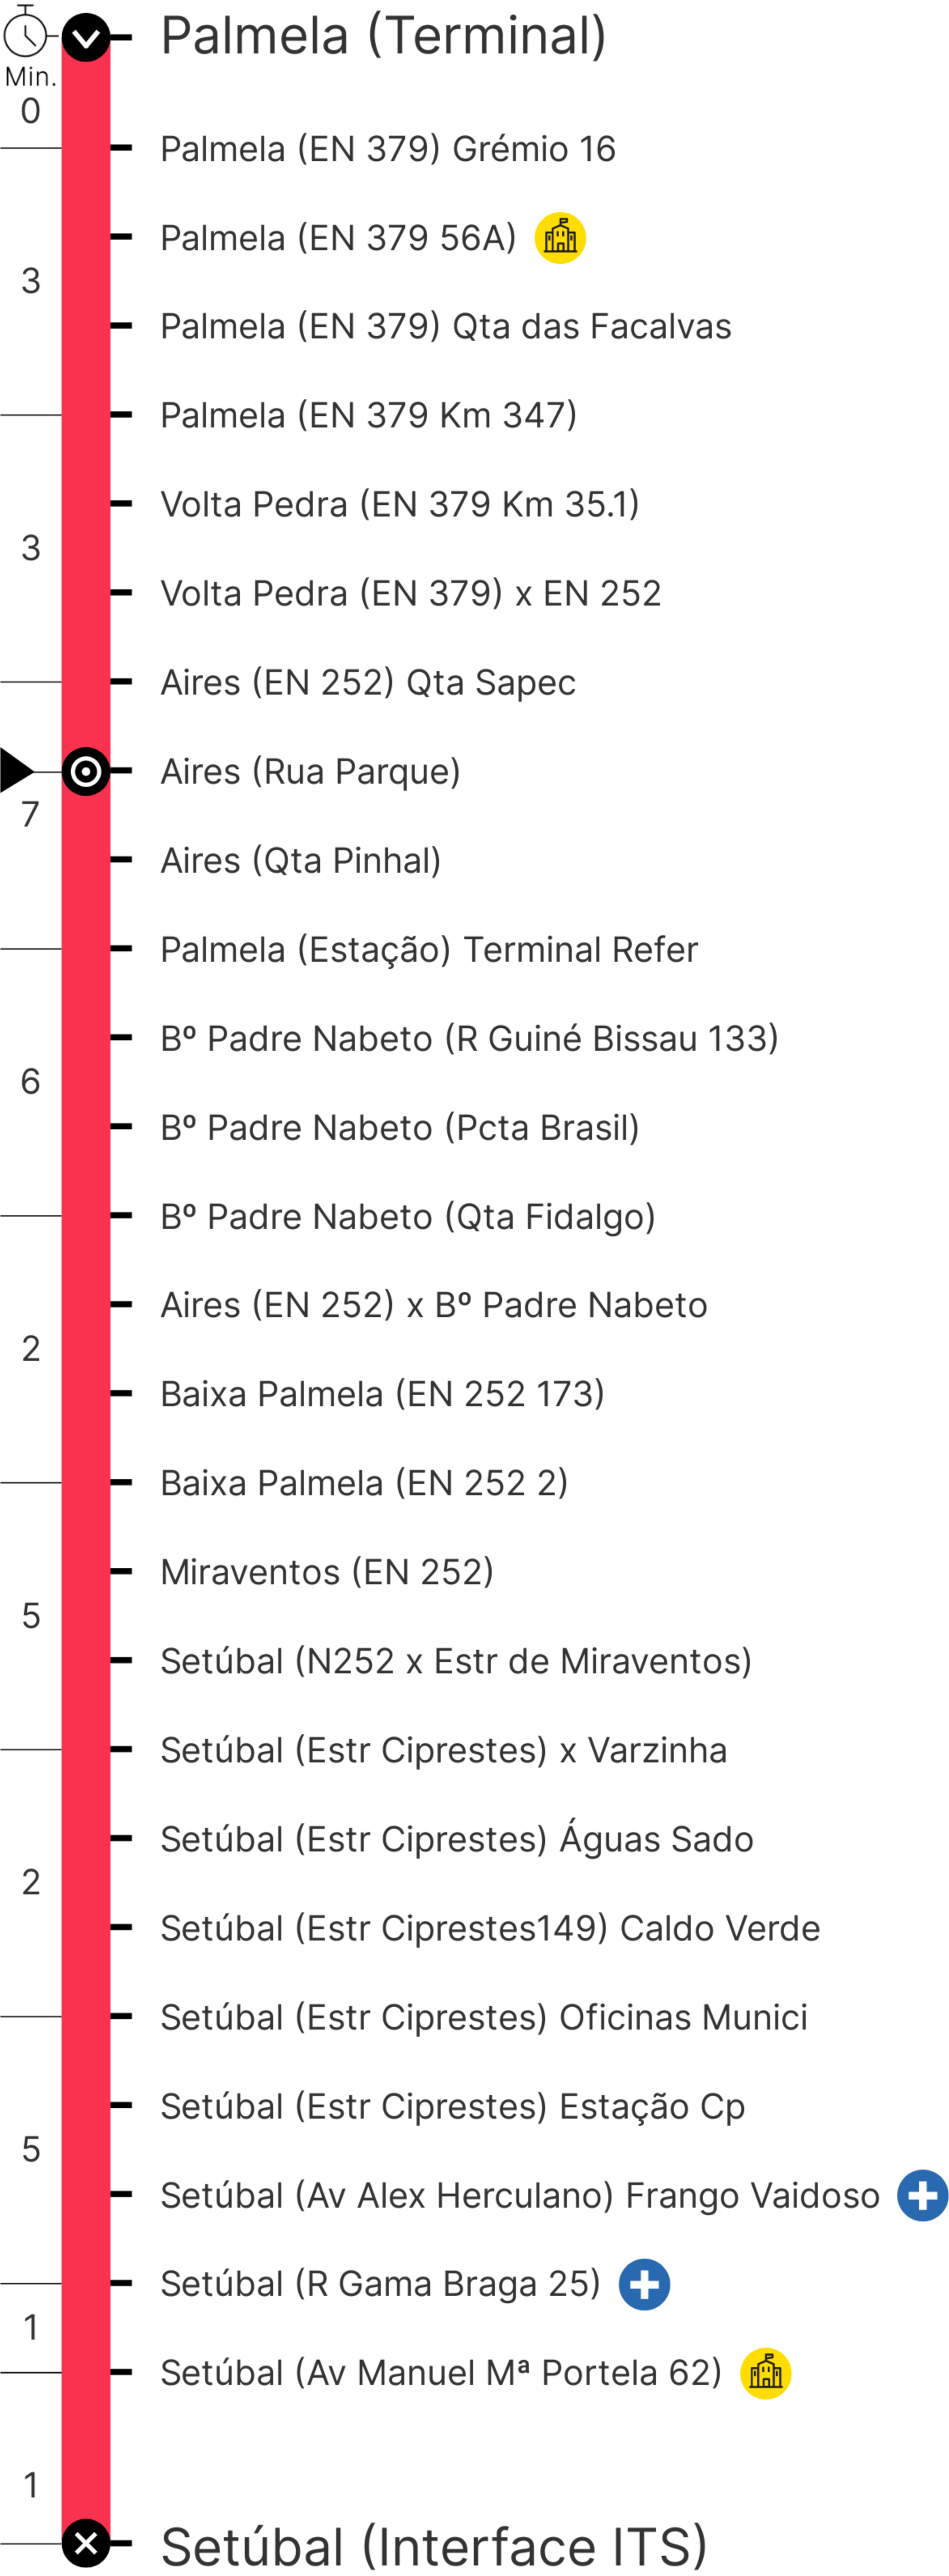 Palmela (Terminal)
Min.
0
Palmela (EN 379) Grémio 16
Palmela (EN 379 56A)
3
Palmela (EN 379) Qta das Facalvas
Palmela (EN 379 Km 347)
Volta Pedra (EN 379 Km 35.1)
3
Volta Pedra (EN 379) x EN 252
Aires (EN 252) Qta Sapec
Aires (Rua Parque)
7
Aires (Qta Pinhal)
Palmela (Estação) Terminal Refer
Bº Padre Nabeto (R Guiné Bissau 133)
6
Bº Padre Nabeto (Pcta Brasil)
Bº Padre Nabeto (Qta Fidalgo)
Aires (EN 252) x Bº Padre Nabeto
2
Baixa Palmela (EN 252 173)
Baixa Palmela (EN 252 2)
Miraventos (EN 252)
5
Setúbal (N252 x Estr de Miraventos)
Setúbal (Estr Ciprestes) x Varzinha
Setúbal (Estr Ciprestes) Águas Sado
2
Setúbal (Estr Ciprestes149) Caldo Verde
Setúbal (Estr Ciprestes) Oficinas Munici
Setúbal (Estr Ciprestes) Estação Cp
5
Setúbal (Av Alex Herculano) Frango Vaidoso
Setúbal (R Gama Braga 25)
1
Setúbal (Av Manuel Mª Portela 62)
1
Setúbal (Interface ITS)